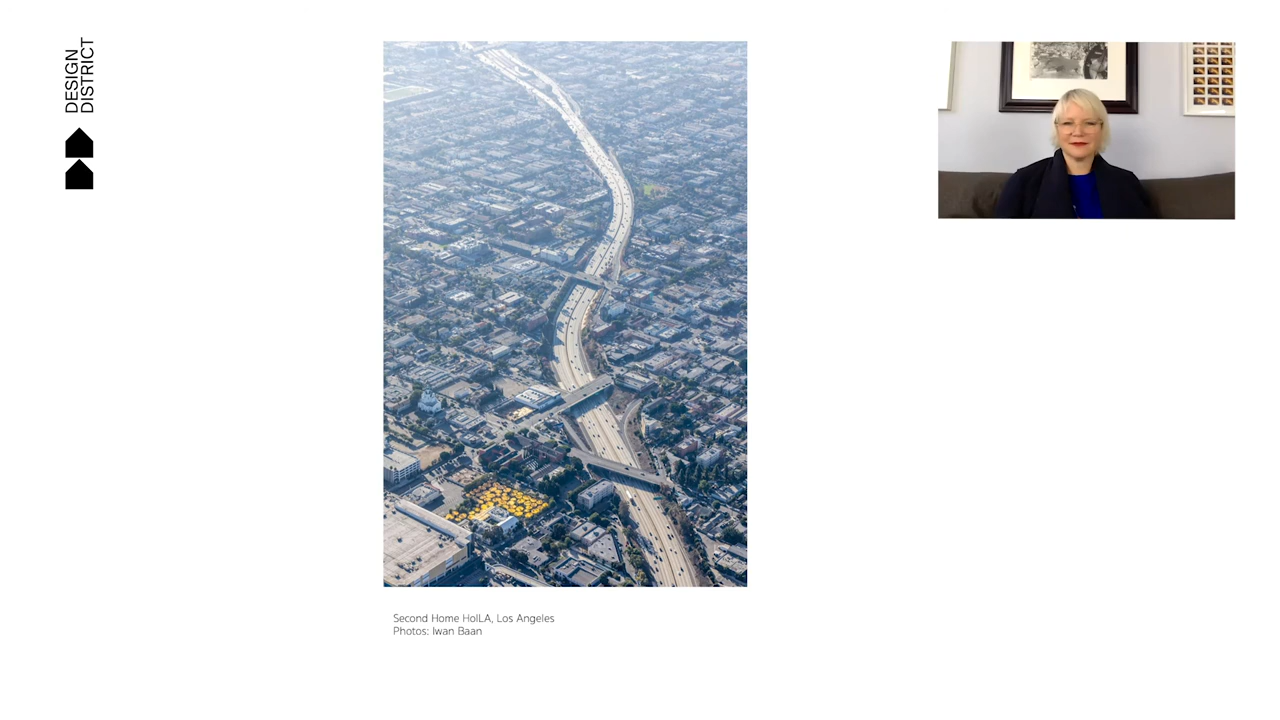 DESIGN
DISTRICT
Second Home HolLA, Los Angeles
Photos: Iwan Baan